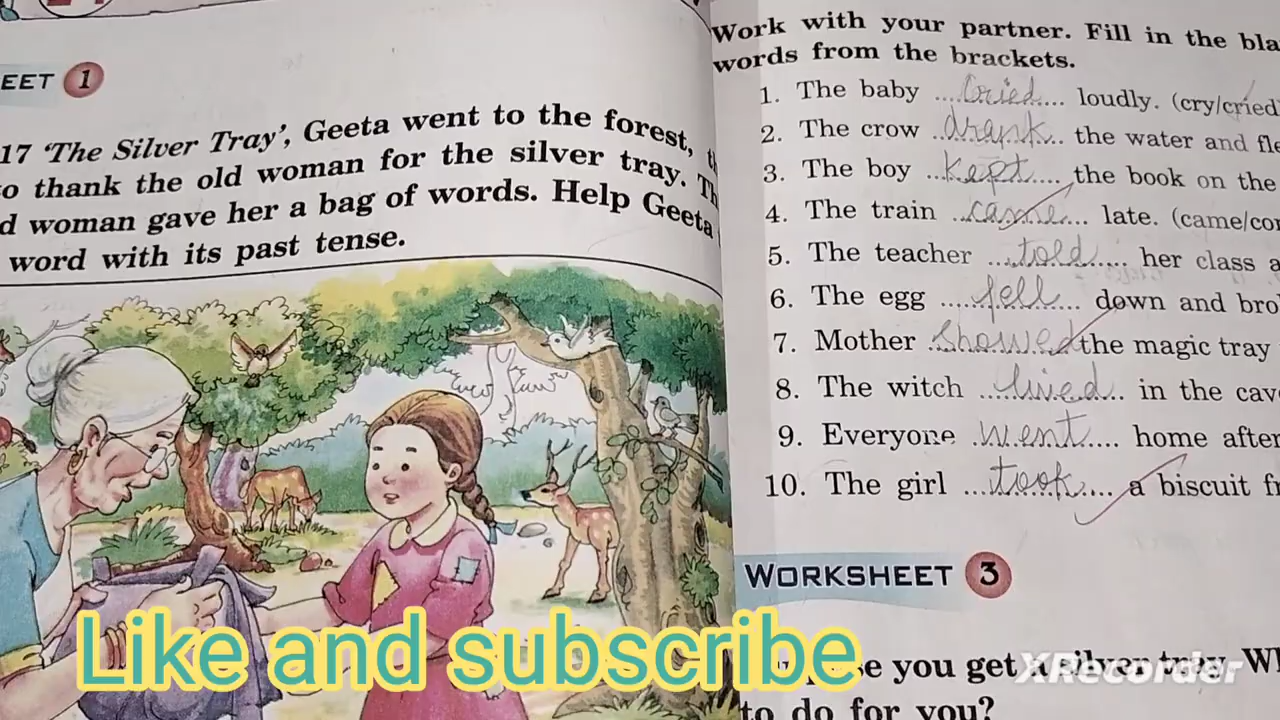 EET 1
17 'The Silver Tray', Geeta went to the forest,
to thank the old woman for the silver tray.
d woman gave her a bag of words. Help Geeta
word with its past tense.
Work with your partner. Fill in the
words from the brackets.
1. The baby ....cried.... loudly. (cry/cried
2. The crow ..drank.. the water and
3. The boy ...kept.... the book on the
4. The train ...came... late. (came/
5. The teacher ....told.... her class a
6. The egg ....fell.... down and
7. Mother .showed the magic tray
8. The witch ...lived... in the
9. Everyone .went.... home after
10. The girl ...took.... a biscuit
WORKSHEET 3
se you get a silver tray.
to do for you?
Like and subscribe
XRecorder